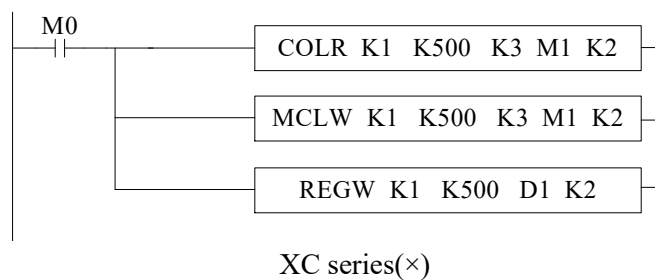 M0
COLR K1 K500 K3 M1 K2
MCLW K1 K500 K3 M1 K2
REGW K1 K500 D1 K2
XC series(×)